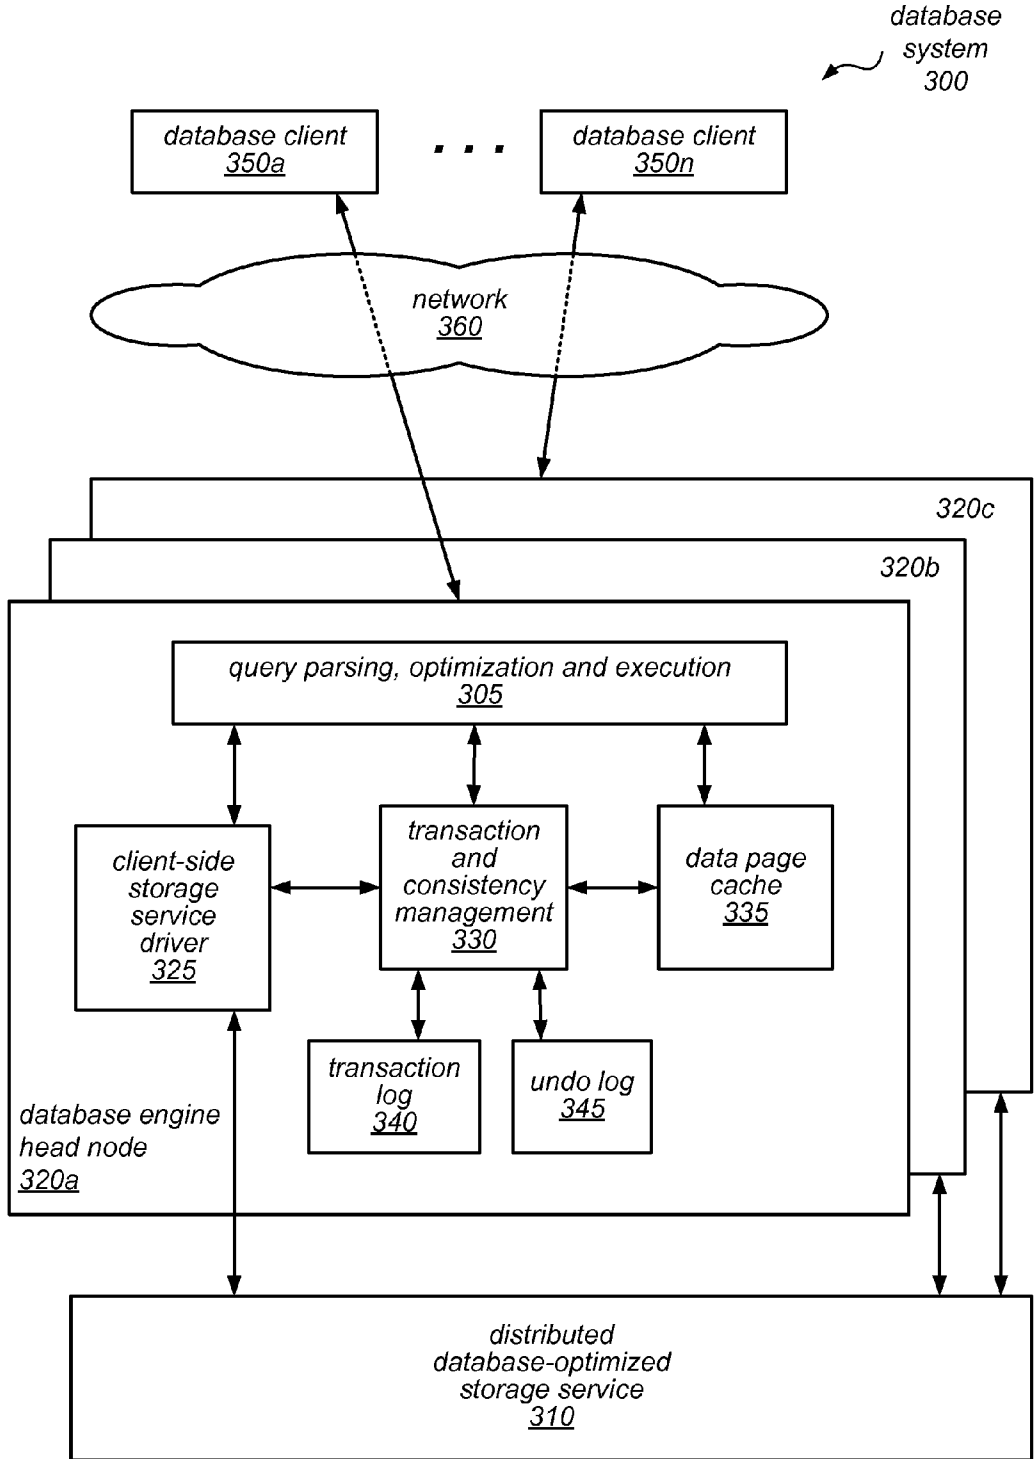 database
system
300
database client
350a
. . .
database client
350n
network
360
320c
320b
query parsing, optimization and execution
305
client-side
storage
service
driver
325
transaction
and
consistency
management
330
data page
cache
335
transaction
log
340
undo log
345
database engine
head node
320a
distributed
database-optimized
storage service
310